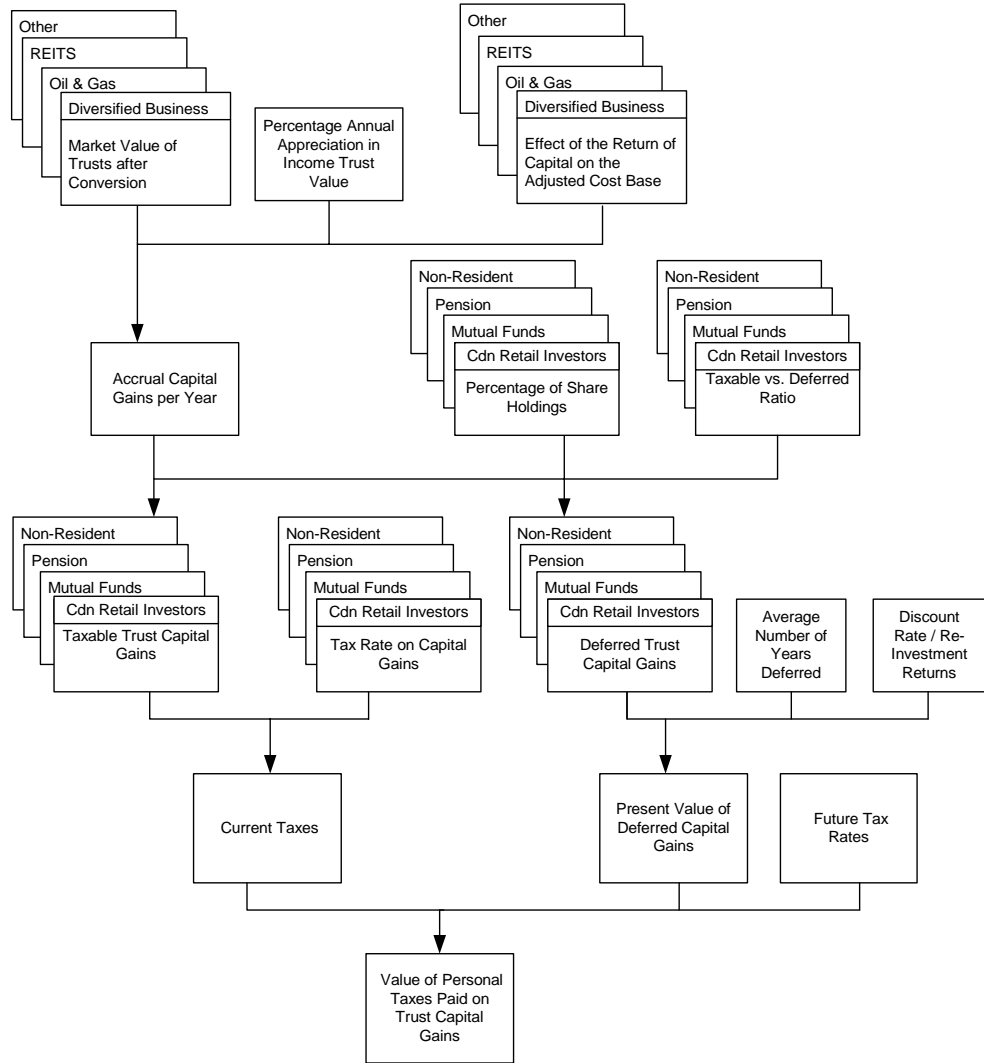 Other
REITS
Oil & Gas
Diversified Business
Market Value of
Trusts after
Conversion
Percentage Annual
Appreciation in
Income Trust
Value
Other
REITS
Oil & Gas
Diversified Business
Effect of the Return of
Capital on the
Adjusted Cost Base
Accrual Capital
Gains per Year
Non-Resident
Pension
Mutual Funds
Cdn Retail Investors
Percentage of Share
Holdings
Non-Resident
Pension
Mutual Funds
Cdn Retail Investors
Taxable vs. Deferred
Ratio
Non-Resident
Pension
Mutual Funds
Cdn Retail Investors
Taxable Trust Capital
Gains
Non-Resident
Pension
Mutual Funds
Cdn Retail Investors
Tax Rate on Capital
Gains
Non-Resident
Pension
Mutual Funds
Cdn Retail Investors
Deferred Trust
Capital Gains
Average
Number of
Years
Deferred
Discount
Rate / Re-
Investment
Returns
Current Taxes
Present Value of
Deferred Capital
Gains
Future Tax
Rates
Value of Personal
Taxes Paid on
Trust Capital
Gains